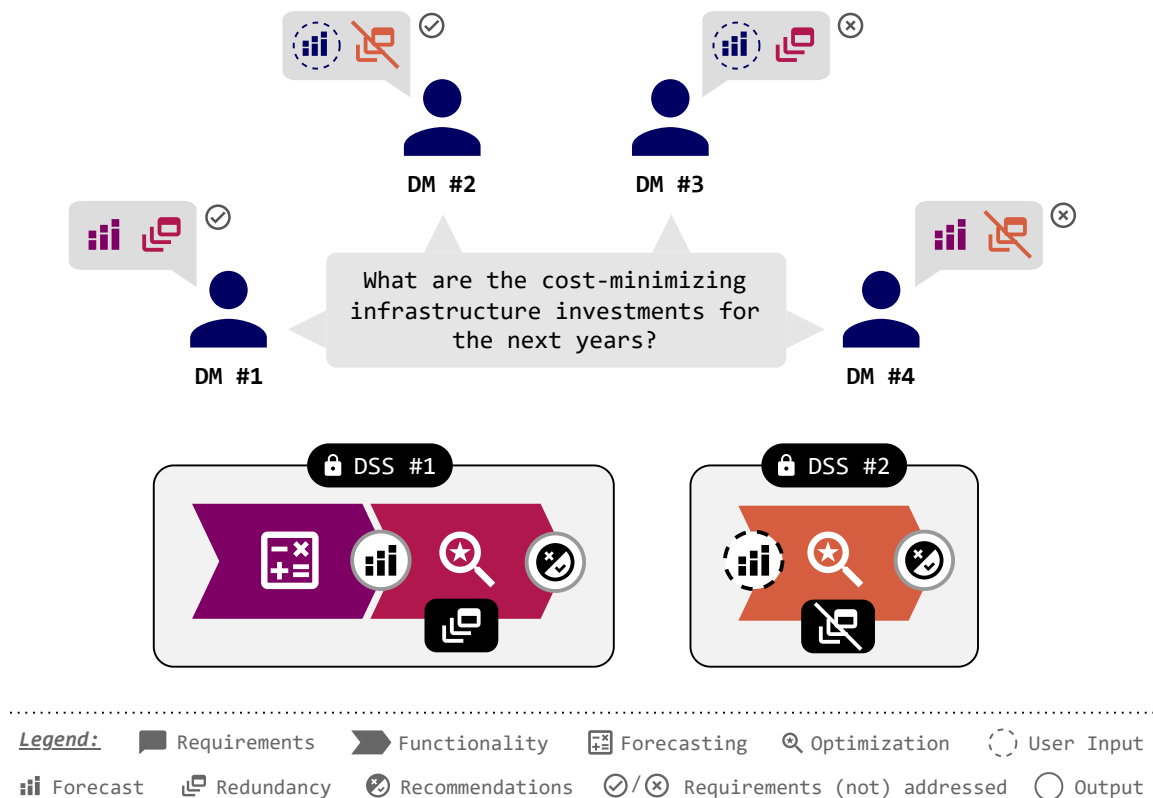 DM #2
DM #3
What are the cost-minimizing
infrastructure investments for
the next years?
DM #1
DM #4
DSS #1
DSS #2
Legend:
Requirements
Functionality
Forecasting
Optimization
User Input
Forecast
Redundancy
Recommendations
/
Requirements (not) addressed
Output